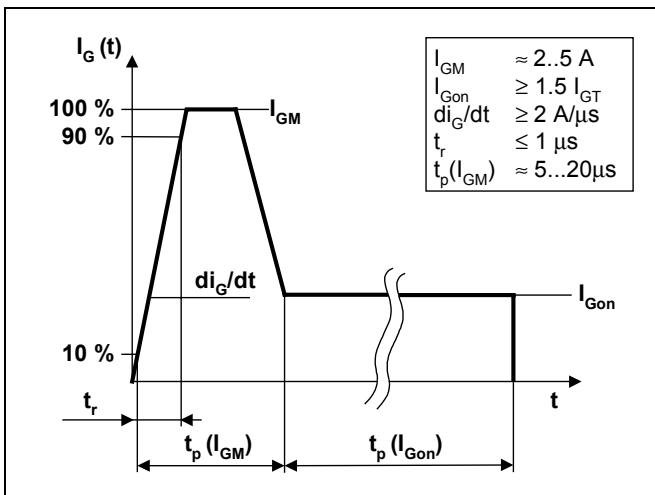 I_G (t)
100 %
90 %
10 %
I_GM
di_G/dt
I_Gon
t_r
t
t_p (I_GM)
t_p (I_Gon)
I_GM ≈ 2..5 A
I_Gon ≥ 1.5 I_GT
di_G/dt ≥ 2 A/μs
t_r ≤ 1 μs
t_p(I_GM) ≈ 5...20μs